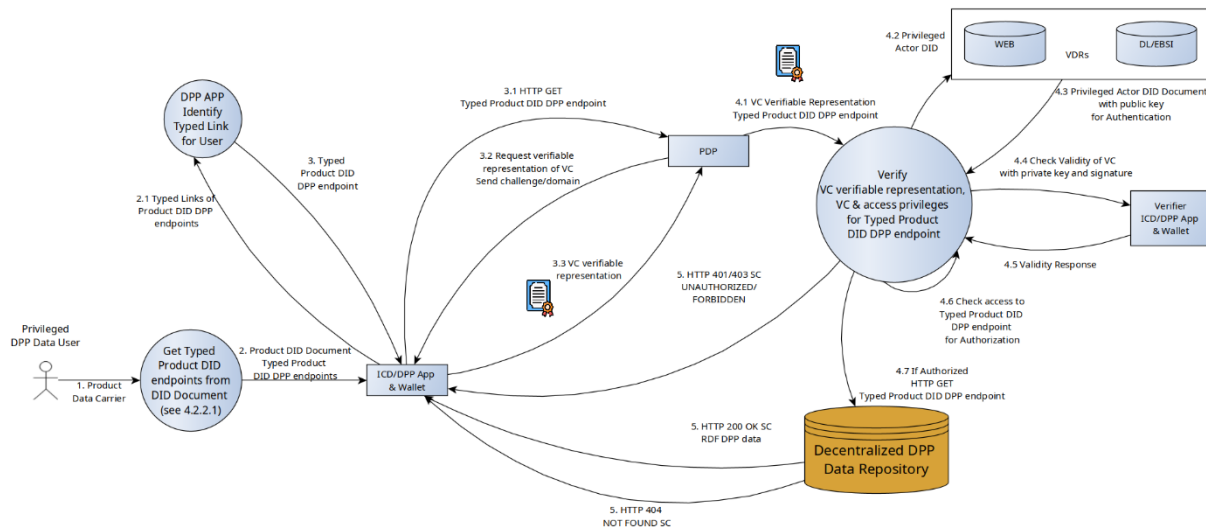 4.2 Privileged
Actor DID
WEB
VDRs
DL/EBSI
DPP APP
Identify
Typed Link
for User
3.1 HTTP GET
Typed Product DID DPP endpoint
4.1 VC Verifiable Representation
Typed Product DID DPP endpoint
4.3 Privileged Actor DID Document
with public key
for Authentication
PDP
3. Typed
Product DID
DPP endpoint
3.2 Request verifiable
representation of VC
Send challenge/domain
2.1 Typed Links of
Product DID DPP
endpoints
Verify
VC verifiable representation,
VC & access privileges
for Typed Product
DID DPP endpoint
4.4 Check Validity of VC
with private key and signature
Verifier
ICD/DPP App
& Wallet
4.5 Validity Response
3.3 VC verifiable
representation
5. HTTP 401/403 SC
UNAUTHORIZED/
FORBIDDEN
4.6 Check access to
Typed Product DID
DPP endpoint
for Authorization
Privileged
DPP Data User
1. Product
Data Carrier
Get Typed
Product DID
endpoints from
DID Document
(see 4.2.2.1)
2. Product DID Document
Typed Product
DID DPP endpoints
ICD/DPP App
& Wallet
4.7 If Authorized
HTTP GET
Typed Product DID DPP endpoint
5. HTTP 200 OK SC
RDF DPP data
Decentralized DPP
Data Repository
5. HTTP 404
NOT FOUND SC